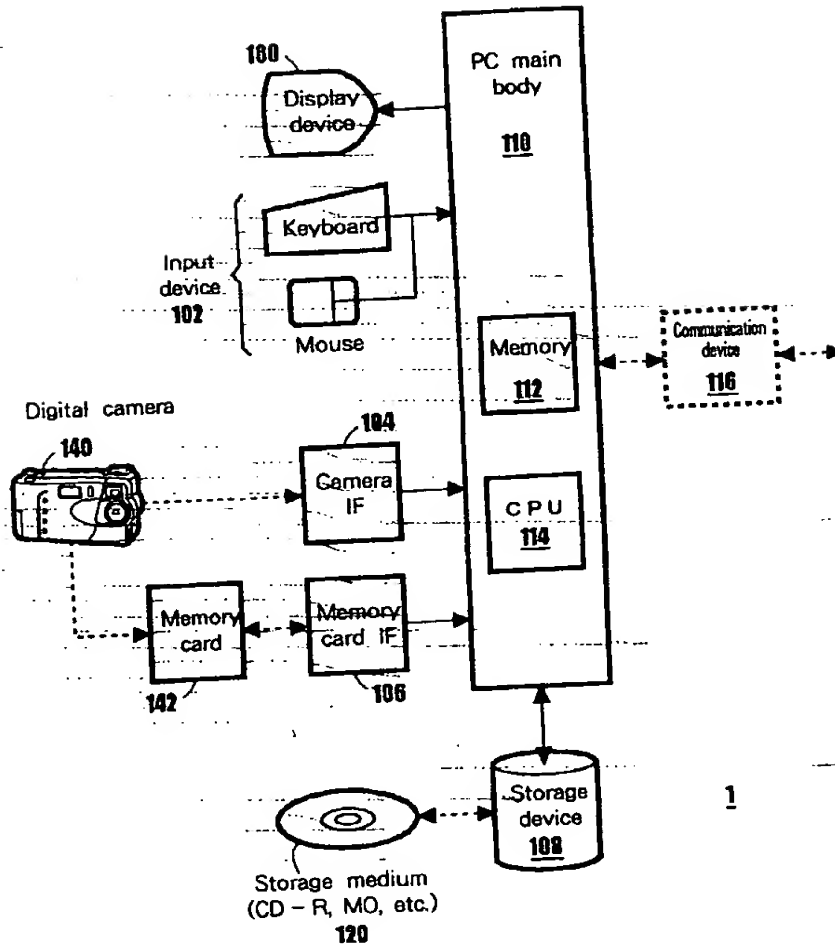 100
Display
device
PC main
body
110
Keyboard
Input
device
102
Mouse
Memory
112
Communication
device
116
Digital camera
140
104
Camera
IF
CPU
114
Memory
card
142
Memory
card IF
106
Storage
device
108
1
Storage medium
(CD-R, MO, etc.)
120